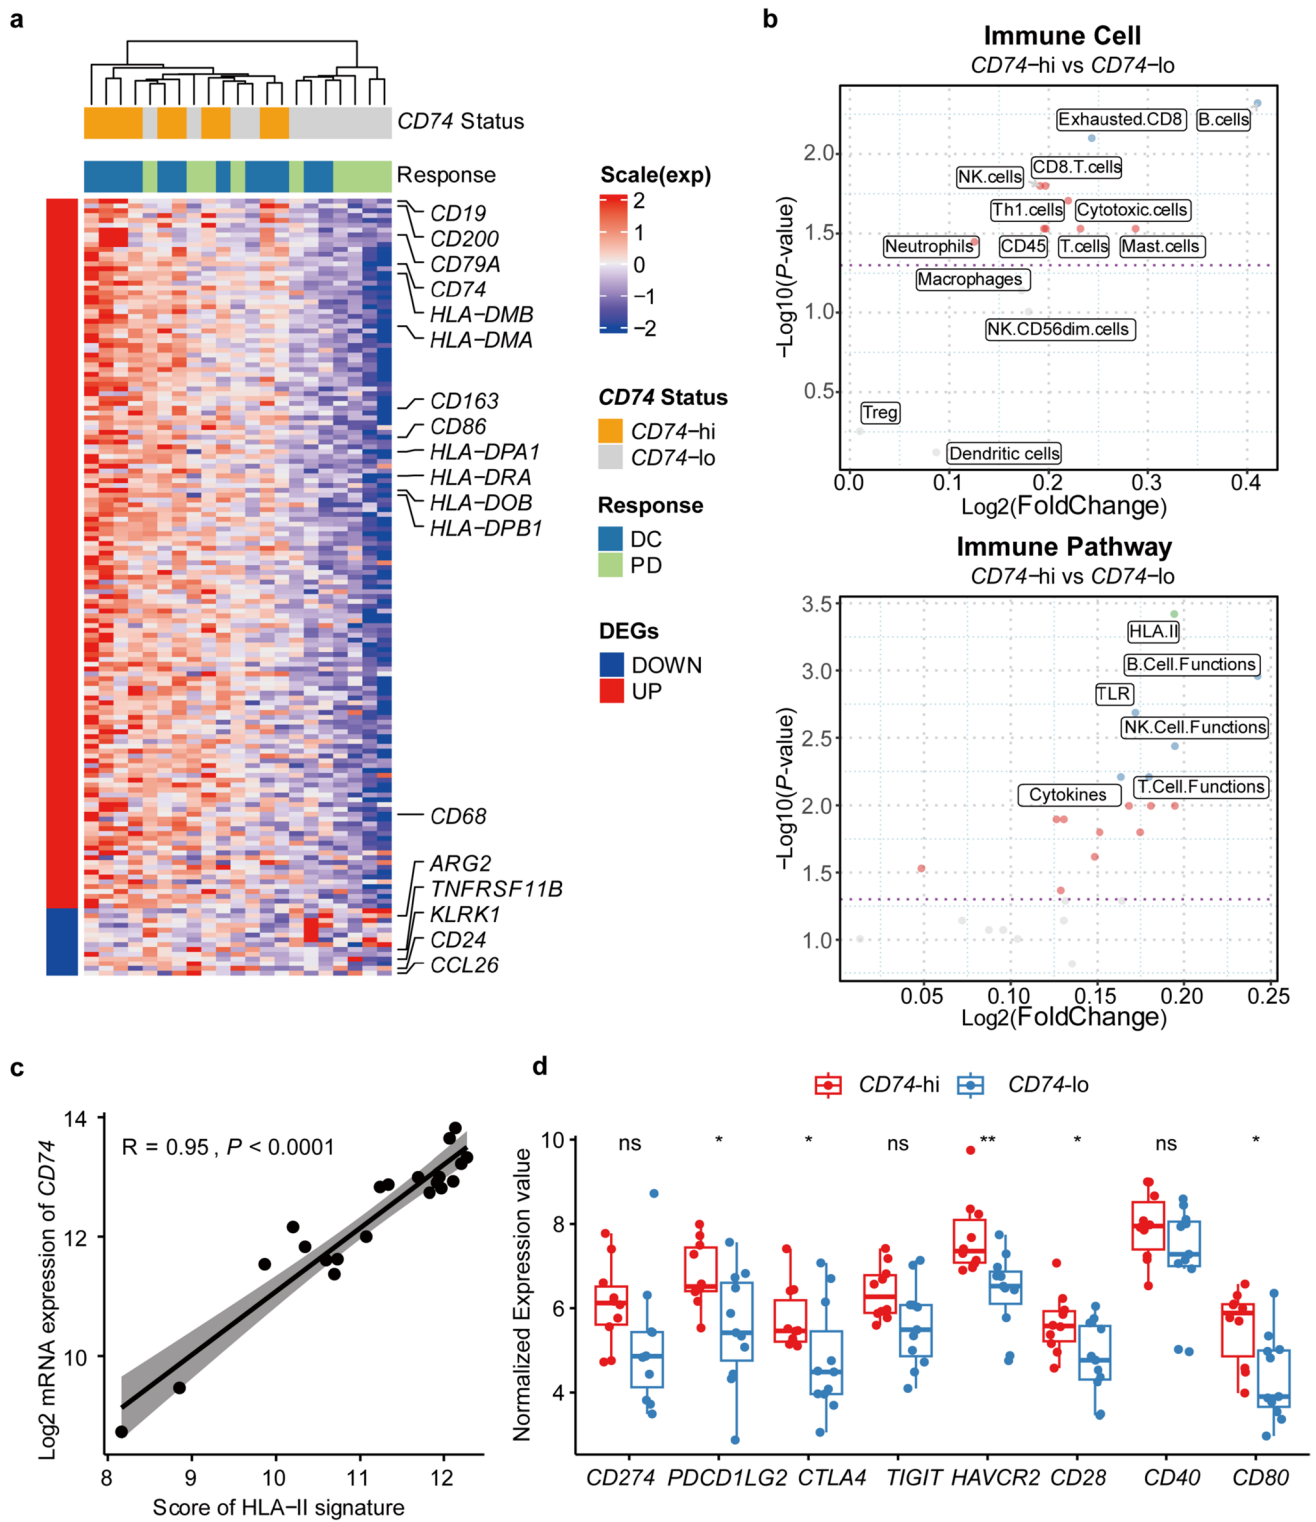 a
CD74 Status
Response
CD19
CD200
CD79A
CD74
HLA−DMB
HLA−DMA
CD163
CD86
HLA−DPA1
HLA−DRA
HLA−DOB
HLA−DPB1
CD68
ARG2
TNFRSF11B
KLRK1
CD24
CCL26
Scale(exp)
2
1
0
−1
−2
CD74 Status
CD74−hi
CD74−lo
Response
DC
PD
DEGs
DOWN
UP
b
Immune Cell
CD74−hi vs CD74−lo
−Log10(P-value)
2.0
1.5
1.0
0.5
Exhausted.CD8
B.cells
CD8.T.cells
NK.cells
Th1.cells
Cytotoxic.cells
Neutrophils
CD45
T.cells
Mast.cells
Macrophages
NK.CD56dim.cells
Treg
Dendritic cells
0.0 0.1 0.2 0.3 0.4
Log2(FoldChange)
Immune Pathway
CD74−hi vs CD74−lo
−Log10(P-value)
3.5
3.0
2.5
2.0
1.5
1.0
HLA.II
B.Cell.Functions
TLR
NK.Cell.Functions
T.Cell.Functions
Cytokines
0.05 0.10 0.15 0.20 0.25
Log2(FoldChange)
c
Log2 mRNA expression of CD74
14
12
10
R = 0.95 , P < 0.0001
8 9 10 11 12
Score of HLA−II signature
d
CD74-hi CD74-lo
Normalized Expression value
10
8
6
4
ns * * ns ** * ns *
CD274 PDCD1LG2 CTLA4 TIGIT HAVCR2 CD28 CD40 CD80